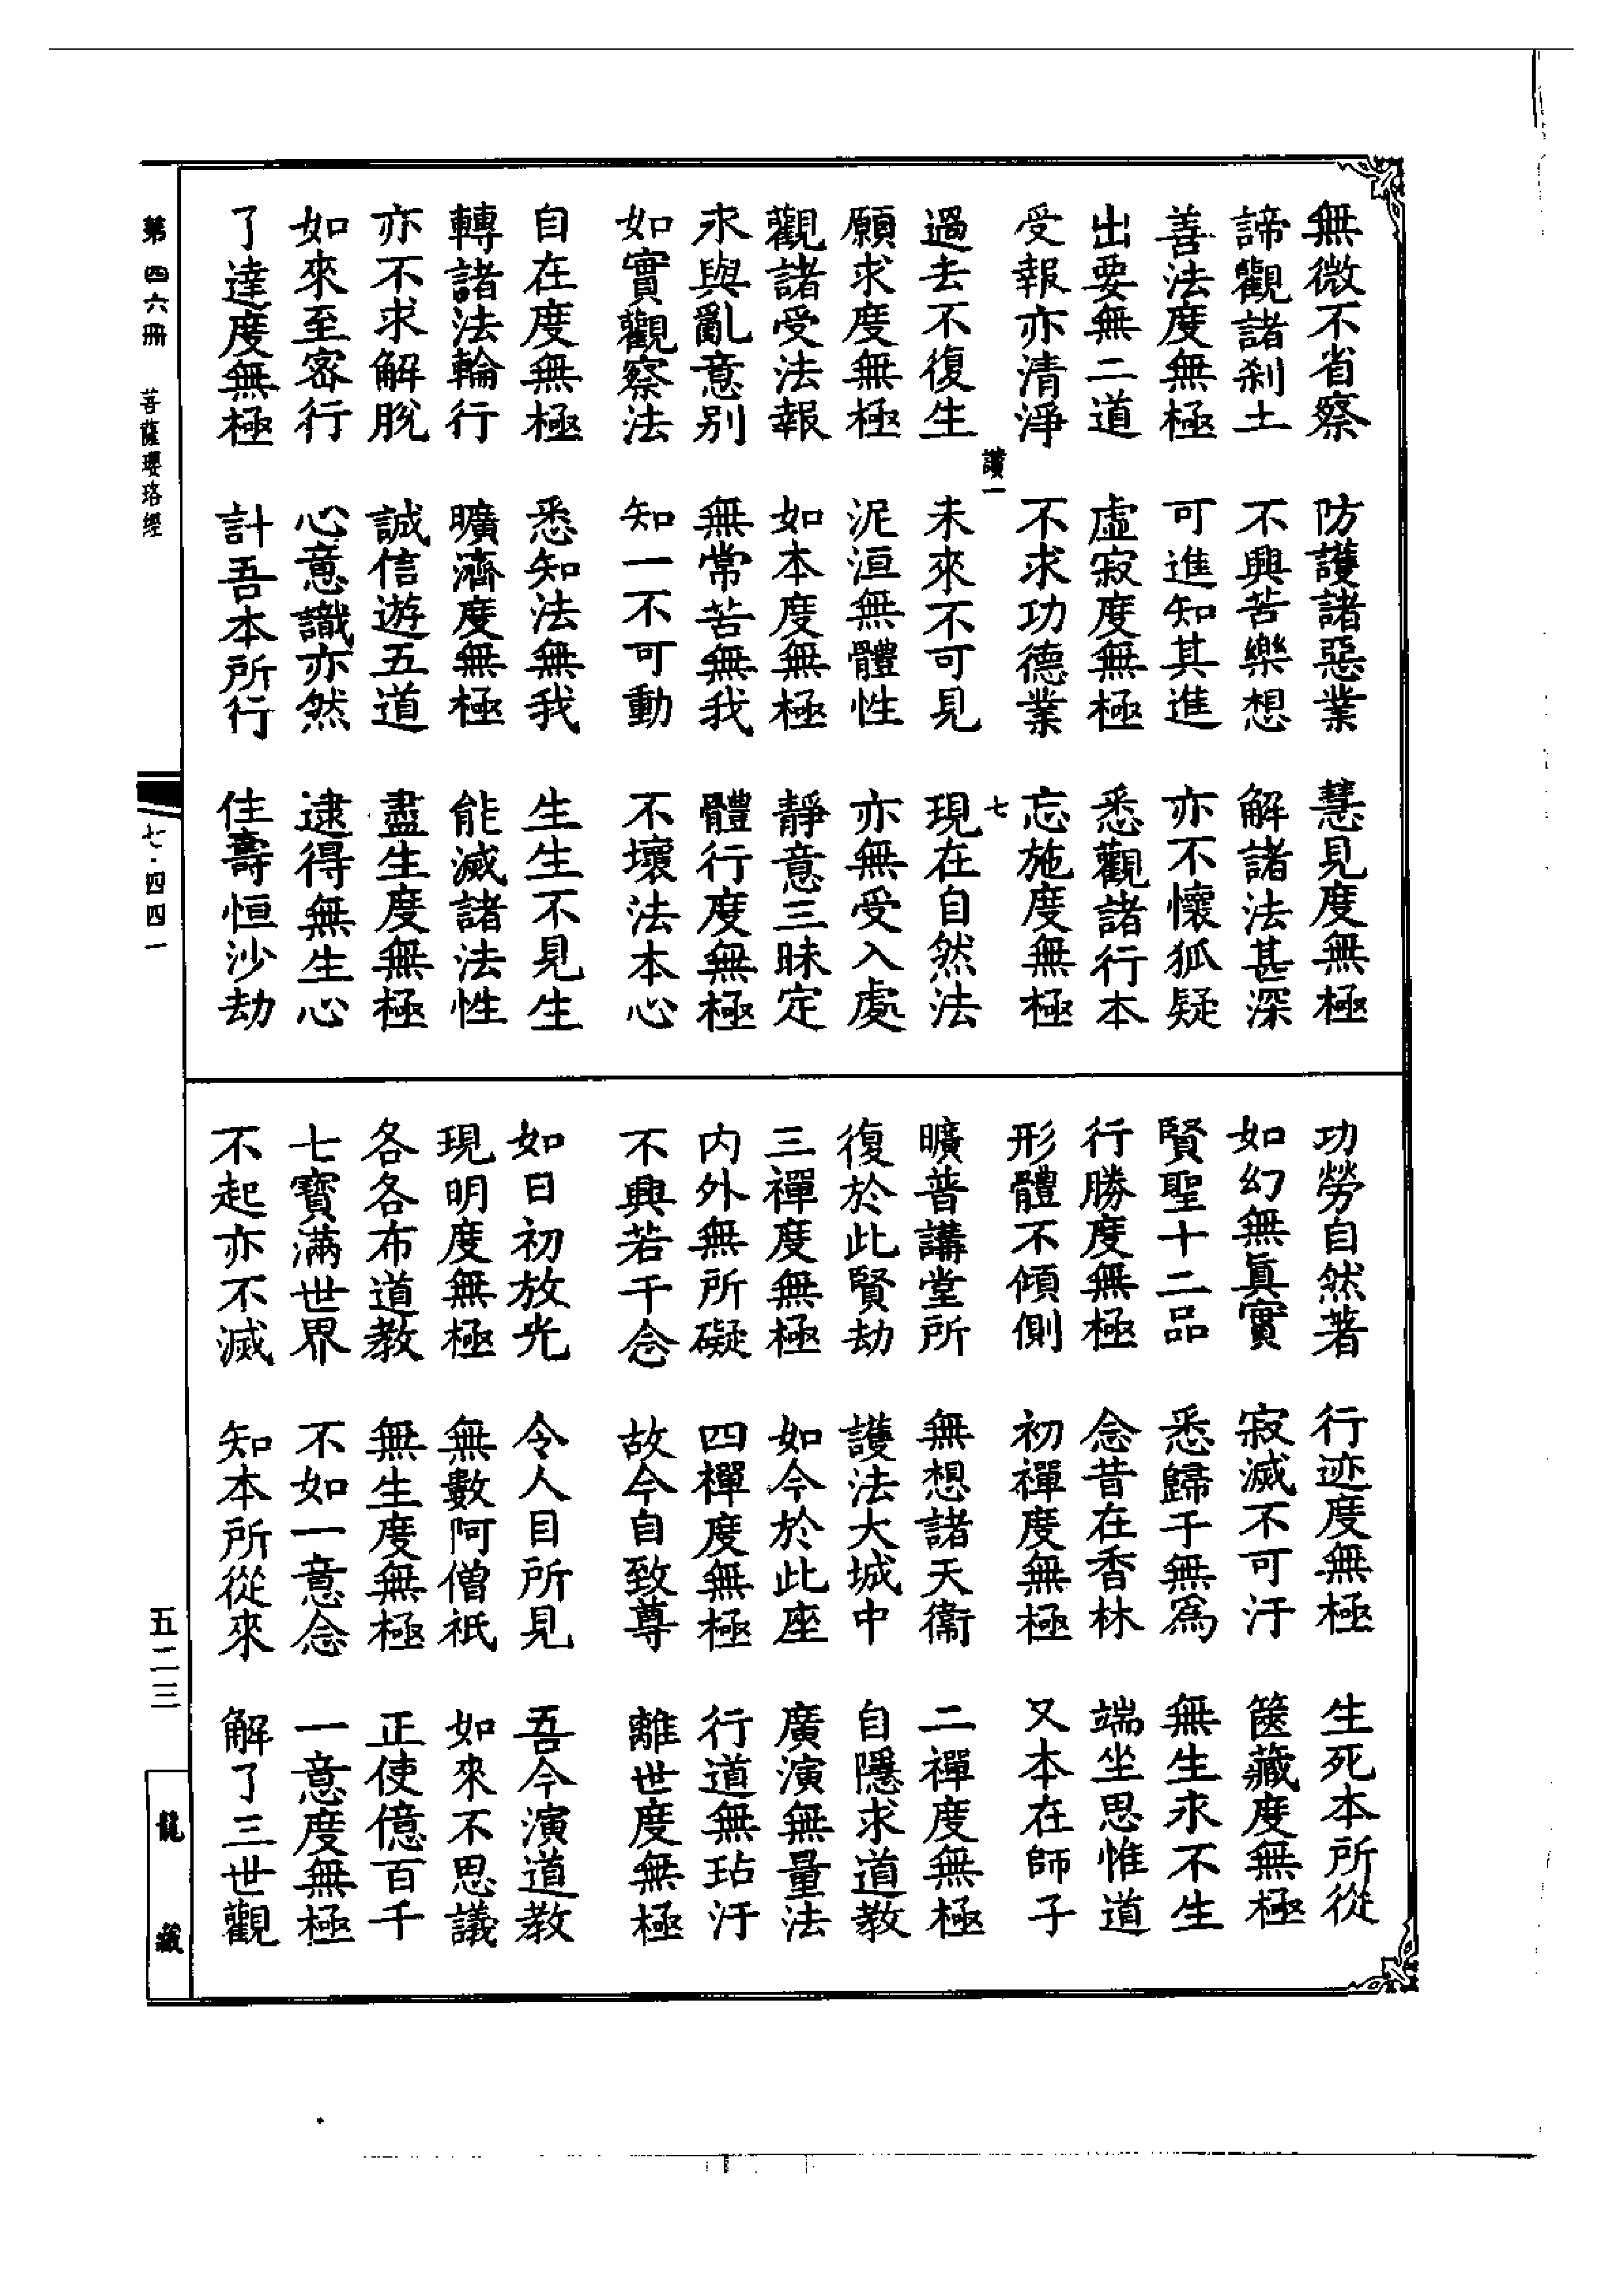 無微不省察　防護諸惡業　慧見度無極
諦觀諸刹土　不興苦樂想　解諸法甚深
善法度無極　可進知其進　亦不懷狐疑
出要無二道　虛寂度無極　悉觀諸行本
受報亦清淨　不求功德業　忘施度無極
讚一　七
過去不復生　未來不可見　現在自然法
願求度無極　泥洹無體性　亦無受入處
觀諸受法報　如本度無極　靜意三昧定
永與亂意别　無常苦無我　體行度無極
如實觀察法　知一不可動　不壞法本心
自在度無極　悉知法無我　生生不見生
轉諸法輪行　曠濟度無極　能滅諸法性
亦不求解脫　誠信遊五道　盡生度無極
如來至密行　心意識亦然　逮得無生心
了達度無極　計吾本所行　住壽恒沙劫
功勞自然著　行迹度無極　生死本所從
如幻無眞實　寂滅不可汙　篋藏度無極
賢聖十二品　悉歸于無爲　無生永不生
行勝度無極　念昔在香林　端坐思惟道
形體不傾側　初禪度無極　又本在師子
曠普講堂所　無想諸天衞　二禪度無極
復於此賢劫　護法大城中　自隱求道教
三禪度無極　如今於此座　廣演無量法
内外無所礙　四禪度無極　行道無玷汙
不興若干念　故今自致尊　離世度無極
如日初放光　令人目所見　吾今演道教
現明度無極　無數阿僧祇　如來不思議
各各布道教　無生度無極　正使億百千
七寶滿世界　不如一意念　一意度無極
不起亦不滅　知本所從來　解了三世觀
第四六冊　菩薩瓔珞經　七·四四一　五二三　龍藏